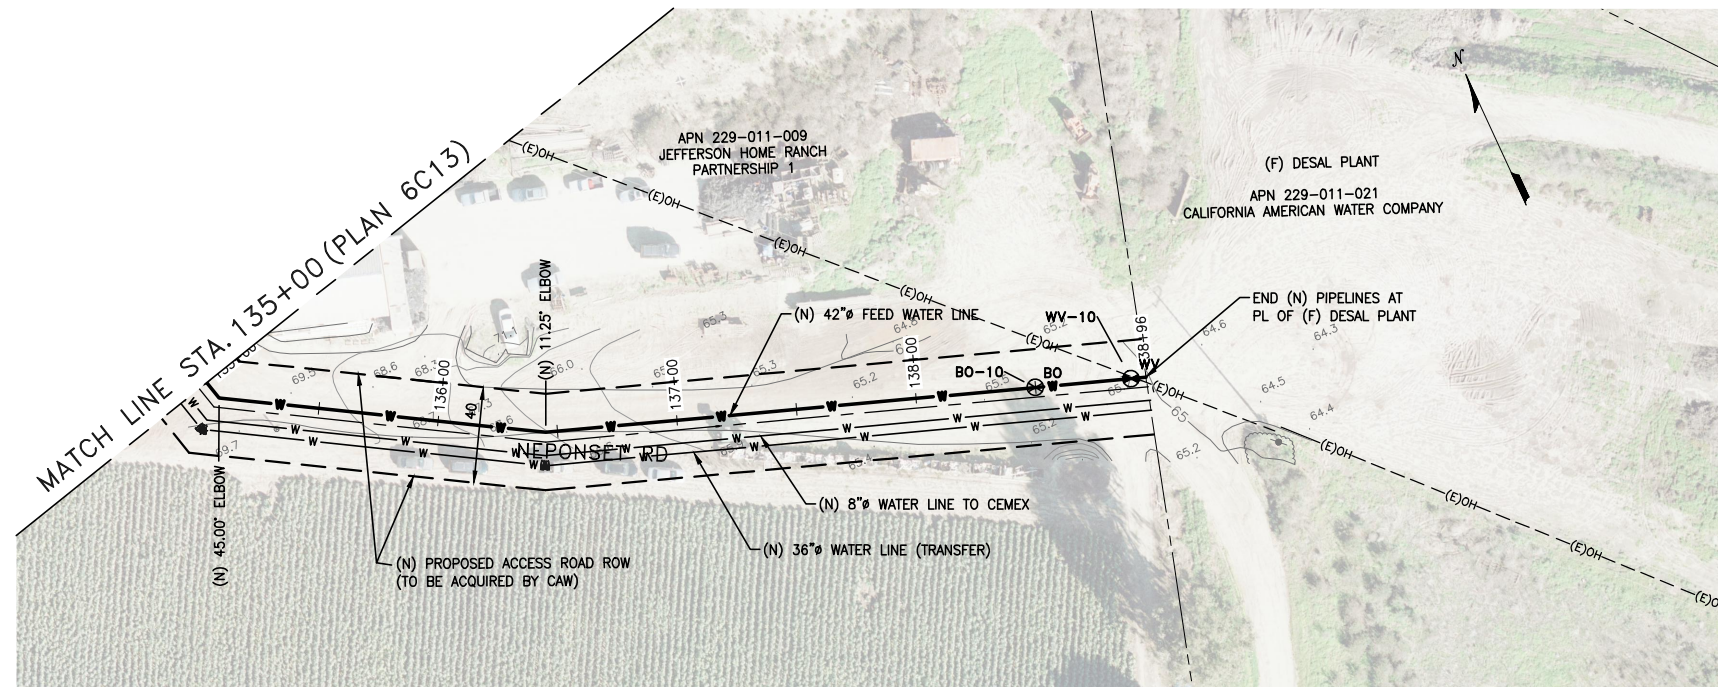 N
APN 229-011-009
JEFFERSON HOME RANCH
PARTNERSHIP 1
(F) DESAL PLANT
APN 229-011-021
CALIFORNIA AMERICAN WATER COMPANY
MATCH LINE STA. 135+00 (PLAN 6C13)
(E)OH
(E)OH
(E)OH
(E)OH
(E)OH
(E)OH
(E)OH
(E)OH
(E)OH
(N) 11.25° ELBOW
(N) 42"ø FEED WATER LINE
WV-10
END (N) PIPELINES AT
PL OF (F) DESAL PLANT
138+96
WV
BO-10
BO
136+00
137+00
138+00
40
71.1
65.3
65.2
64.6
64.3
69.5
68.6
68.3
66.0
65.3
65.2
65.5
64.5
64.4
65
65.2
65.2
69.7
NEPONSET RD
(N) 45.00° ELBOW
(N) 8"ø WATER LINE TO CEMEX
(N) 36"ø WATER LINE (TRANSFER)
(N) PROPOSED ACCESS ROAD ROW
(TO BE ACQUIRED BY CAW)